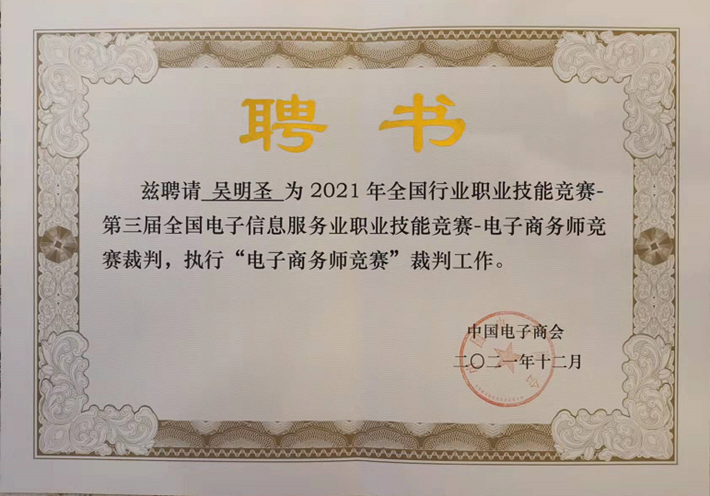 聘书
兹聘请 吴明圣 为 2021 年全国行业职业技能竞赛-
第三届全国电子信息服务业职业技能竞赛-电子商务师竞
赛裁判，执行“电子商务师竞赛”裁判工作。
中国电子商会
二〇二一年十二月